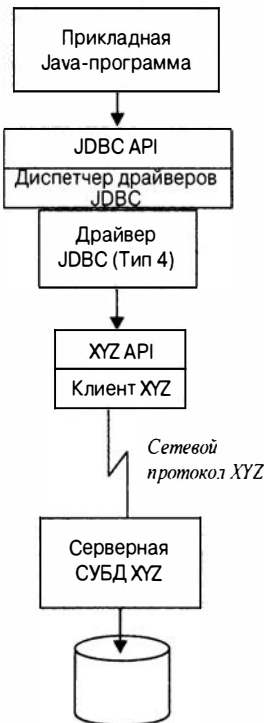 Прикладная
Java-программа
JDBC API
Диспетчер драйверов
JDBC
Драйвер
JDBC (Тип 4)
XYZ API
Клиент XYZ
Сетевой
протокол XYZ
Серверная
СУБД XYZ